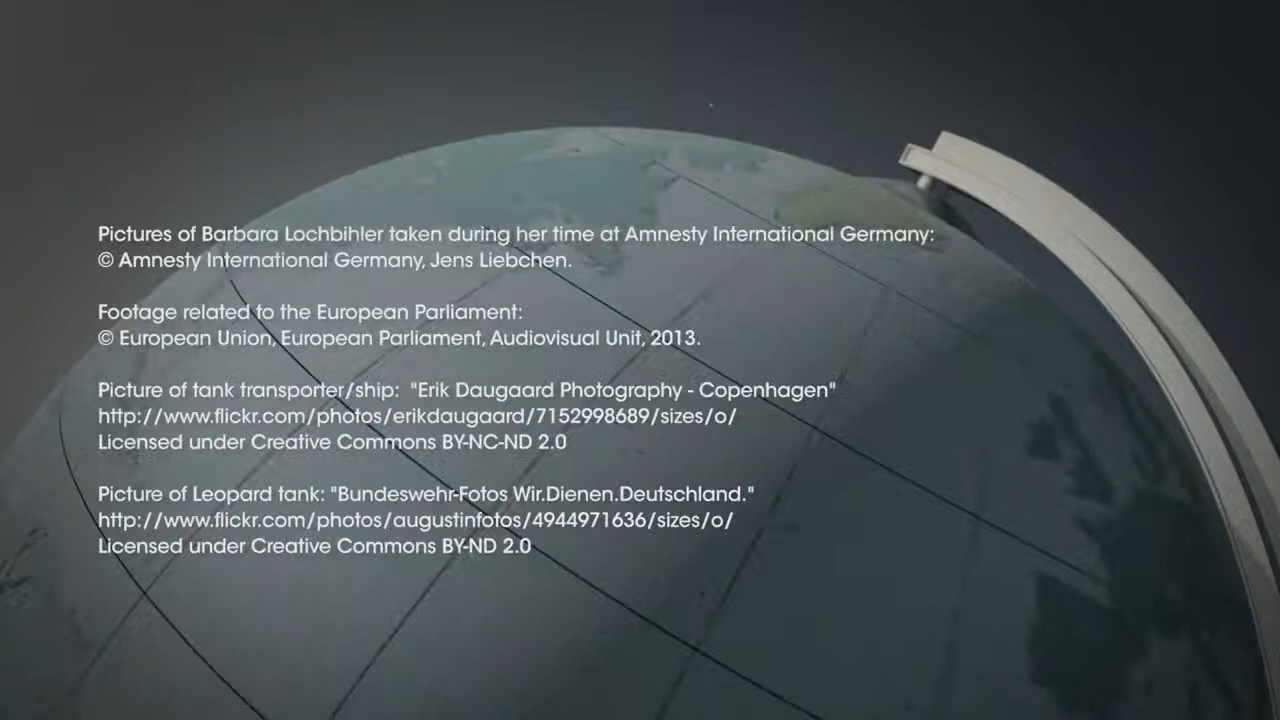 Pictures of Barbara Lochbihler taken during her time at Amnesty International Germany:
© Amnesty International Germany, Jens Liebchen.
Footage related to the European Parliament:
© European Union, European Parliament, Audiovisual Unit, 2013.
Picture of tank transporter/ship:  "Erik Daugaard Photography - Copenhagen"
http://www.flickr.com/photos/erikdaugaard/7152998689/sizes/o/
Licensed under Creative Commons BY-NC-ND 2.0
Picture of Leopard tank: "Bundeswehr-Fotos Wir.Dienen.Deutschland."
http://www.flickr.com/photos/augustinfotos/4944971636/sizes/o/
Licensed under Creative Commons BY-ND 2.0